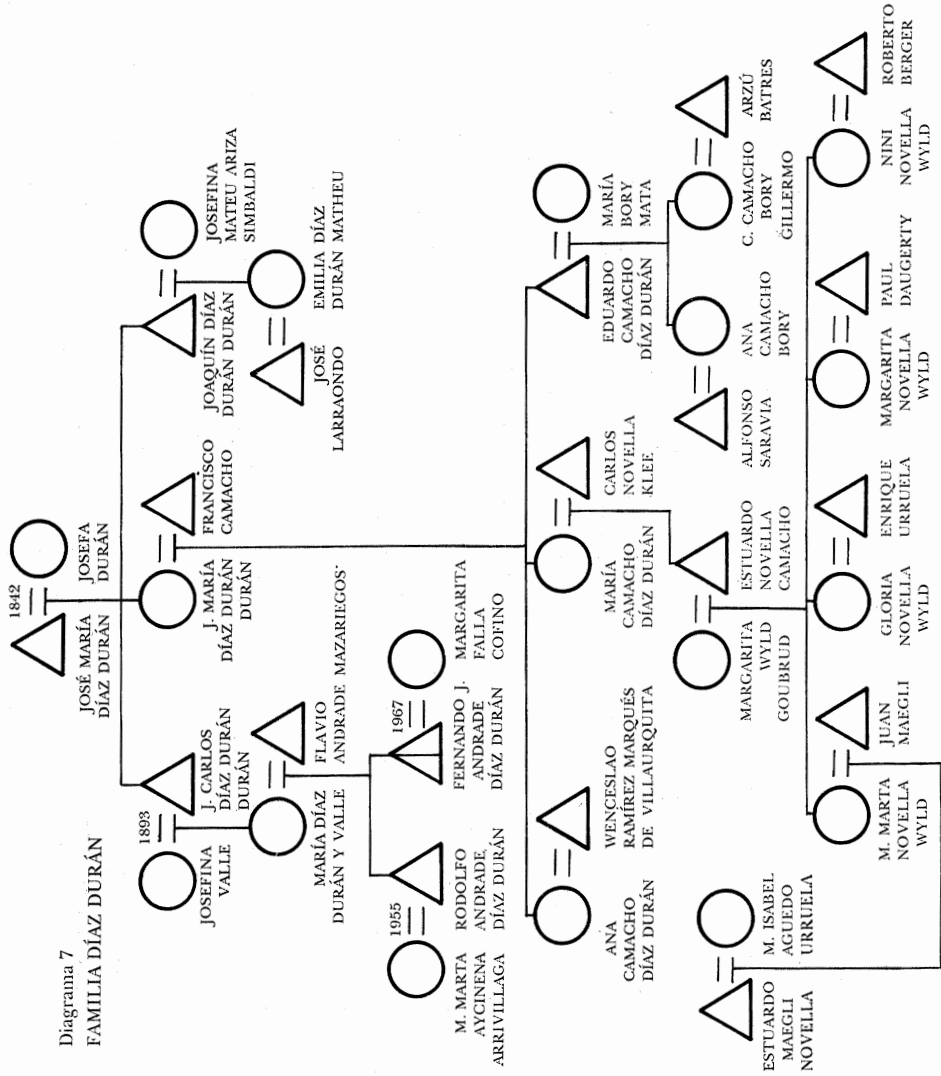 Diagrama 7
FAMILIA DÍAZ DURÁN
1842
JOSÉ MARÍA
DÍAZ DURÁN
JOSEFA
DURÁN
1893
JOSEFINA
VALLE
J. CARLOS
DÍAZ DURÁN
DURÁN
J. MARÍA
DÍAZ DURÁN
DURÁN
FRANCISCO
CAMACHO
JOAQUÍN DÍAZ
DURÁN DURÁN
JOSEFINA
MATEU ARIZA
SIMBALDI
MARÍA DÍAZ
DURÁN Y VALLE
FLAVIO
ANDRADE MAZARIEGOS
JOSÉ
LARRAONDO
EMILIA DÍAZ
DURÁN MATHEU
1955
M. MARTA
AYCINENA
ARRIVILLAGA
RODOLFO
ANDRADE
DÍAZ DURÁN
1967
FERNANDO J.
ANDRADE
DÍAZ DURÁN
MARGARITA
FALLA
COFINO
ANA
CAMACHO
DÍAZ DURÁN
WENCESLAO
RAMÍREZ MARQUÉS
DE VILLAURQUITA
MARÍA
CAMACHO
DÍAZ DURÁN
CARLOS
NOVELLA
KLEE
EDUARDO
CAMACHO
DÍAZ DURÁN
MARÍA
BORY
MATA
MARGARITA
WYLD
GOUBRUD
ESTUARDO
NOVELLA
CAMACHO
ALFONSO
SARAVIA
ANA
CAMACHO
BORY
C. CAMACHO
BORY
GILLERMO
ARZÚ
BATRES
ESTUARDO
MAEGLI
NOVELLA
M. ISABEL
AGUEDO
URRUELA
M. MARTA
NOVELLA
WYLD
JUAN
MAEGLI
GLORIA
NOVELLA
WYLD
ENRIQUE
URRUELA
MARGARITA
NOVELLA
WYLD
PAUL
DAUGERTY
NINI
NOVELLA
WYLD
ROBERTO
BERGER